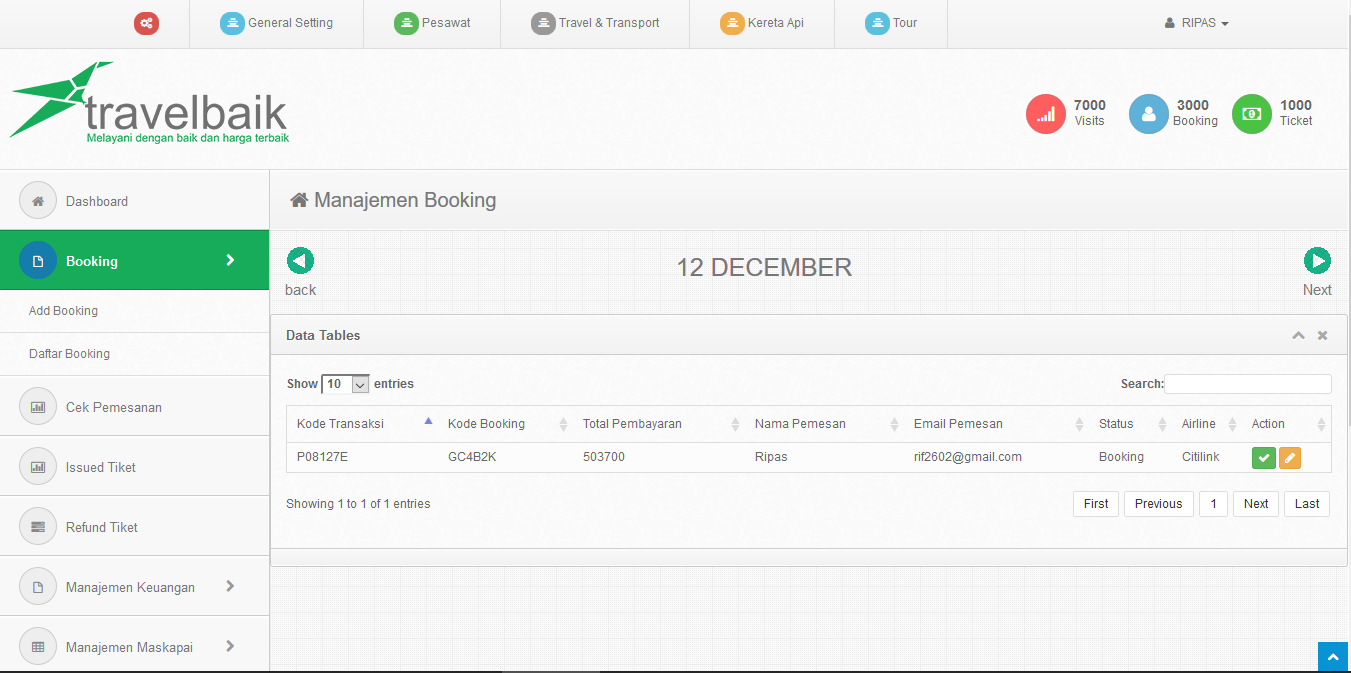 General Setting
Pesawat
Travel & Transport
Kereta Api
Tour
RIPAS
travelbaik
Melayani dengan baik dan harga terbaik
7000
Visits
3000
Booking
1000
Ticket
Dashboard
Booking
Add Booking
Daftar Booking
Cek Pemesanan
Issued Tiket
Refund Tiket
Manajemen Keuangan
Manajemen Maskapai
Manajemen Booking
back
12 DECEMBER
Next
Data Tables
Show 10 entries
Search:
Kode Transaksi Kode Booking Total Pembayaran Nama Pemesan Email Pemesan Status Airline Action
P08127E GC4B2K 503700 Ripas rif2602@gmail.com Booking Citilink
Showing 1 to 1 of 1 entries
First Previous 1 Next Last